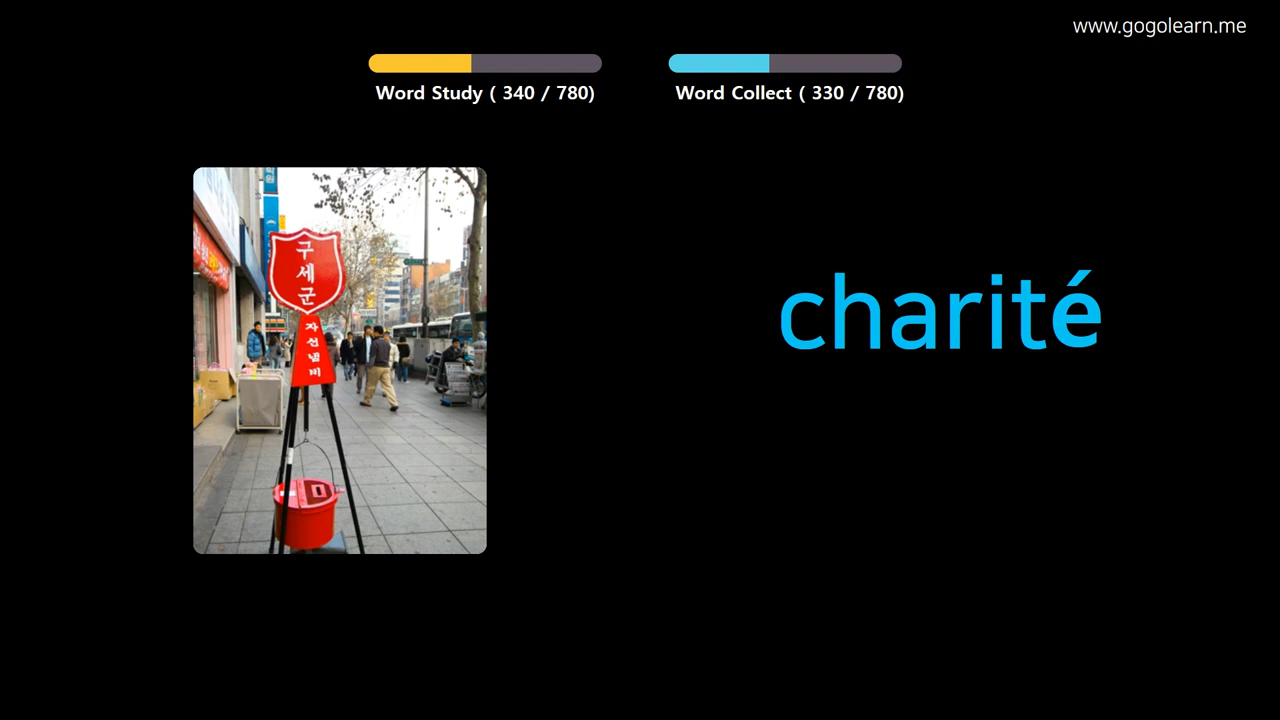 www.gogolearn.me
Word Study ( 340 / 780)
Word Collect ( 330 / 780)
구
세
군
자
선
냄
비
charité